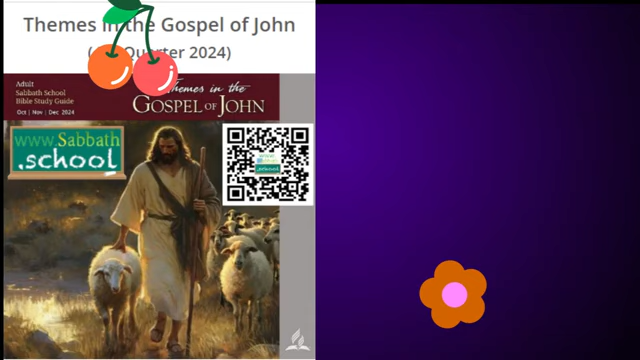 Themes in the Gospel of John
Quarter 2024)
Adult
Sabbath School
Bible Study Guide
Oct | Nov | Dec 2024
Themes in the
GOSPEL OF JOHN
www.Sabbath
.school